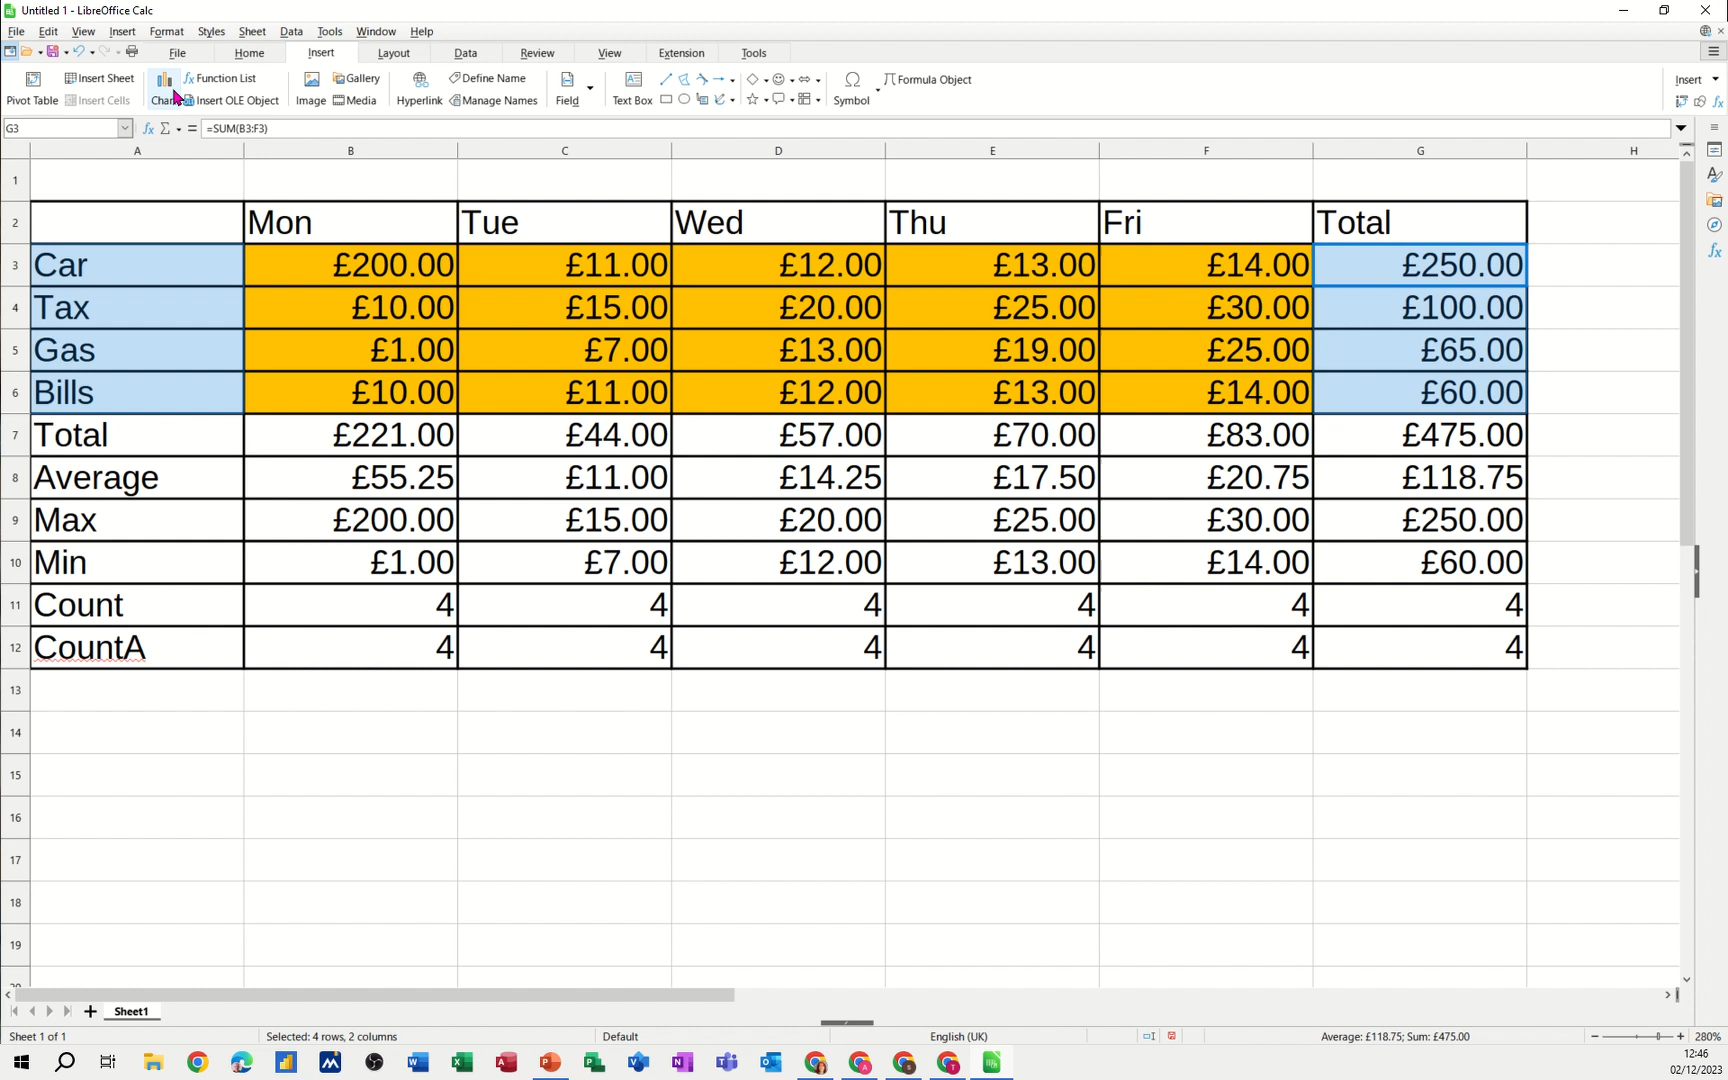 Untitled 1 - LibreOffice Calc
File Edit View Insert Format Styles Sheet Data Tools Window Help
File Home Insert Layout Data Review View Extension Tools
Insert Sheet Function List Gallery Define Name Formula Object Insert
Pivot Table Insert Cells Insert OLE Object Image Media Hyperlink Manage Names Field Text Box Symbol
G3 =SUM(B3:F3)
A B C D E F G H
1
2 Mon Tue Wed Thu Fri Total
3 Car £200.00 £11.00 £12.00 £13.00 £14.00 £250.00
4 Tax £10.00 £15.00 £20.00 £25.00 £30.00 £100.00
5 Gas £1.00 £7.00 £13.00 £19.00 £25.00 £65.00
6 Bills £10.00 £11.00 £12.00 £13.00 £14.00 £60.00
7 Total £221.00 £44.00 £57.00 £70.00 £83.00 £475.00
8 Average £55.25 £11.00 £14.25 £17.50 £20.75 £118.75
9 Max £200.00 £15.00 £20.00 £25.00 £30.00 £250.00
10 Min £1.00 £7.00 £12.00 £13.00 £14.00 £60.00
11 Count 4 4 4 4 4 4
12 CountA 4 4 4 4 4 4
13
14
15
16
17
18
19
Sheet1
Sheet 1 of 1 Selected: 4 rows, 2 columns Default English (UK) Average: £118.75; Sum: £475.00 280%
12:46
02/12/2023